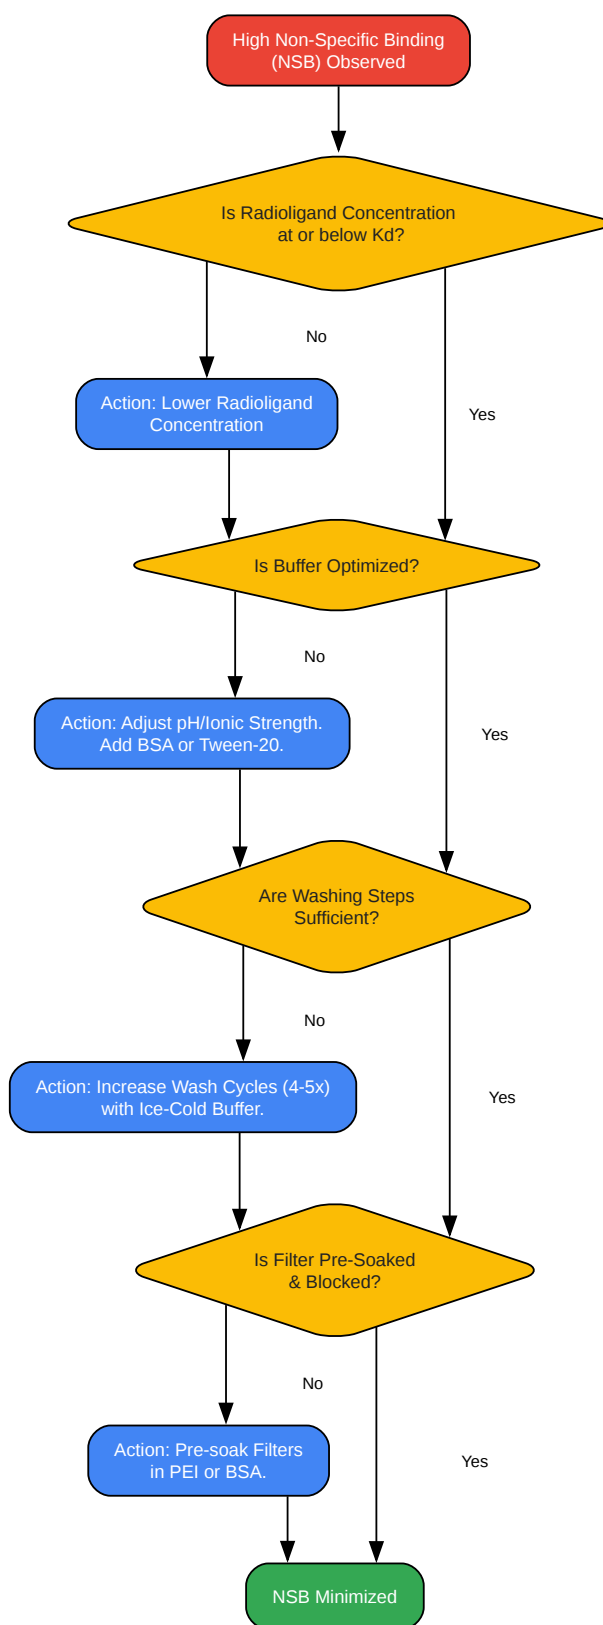 High Non-Specific Binding
(NSB) Observed
Is Radioligand Concentration
at or below Kd?
No
Action: Lower Radioligand
Concentration
Yes
Is Buffer Optimized?
No
Action: Adjust pH/Ionic Strength.
Add BSA or Tween-20.
Yes
Are Washing Steps
Sufficient?
No
Action: Increase Wash Cycles (4-5x)
with Ice-Cold Buffer.
Yes
Is Filter Pre-Soaked
& Blocked?
No
Action: Pre-soak Filters
in PEI or BSA.
Yes
NSB Minimized